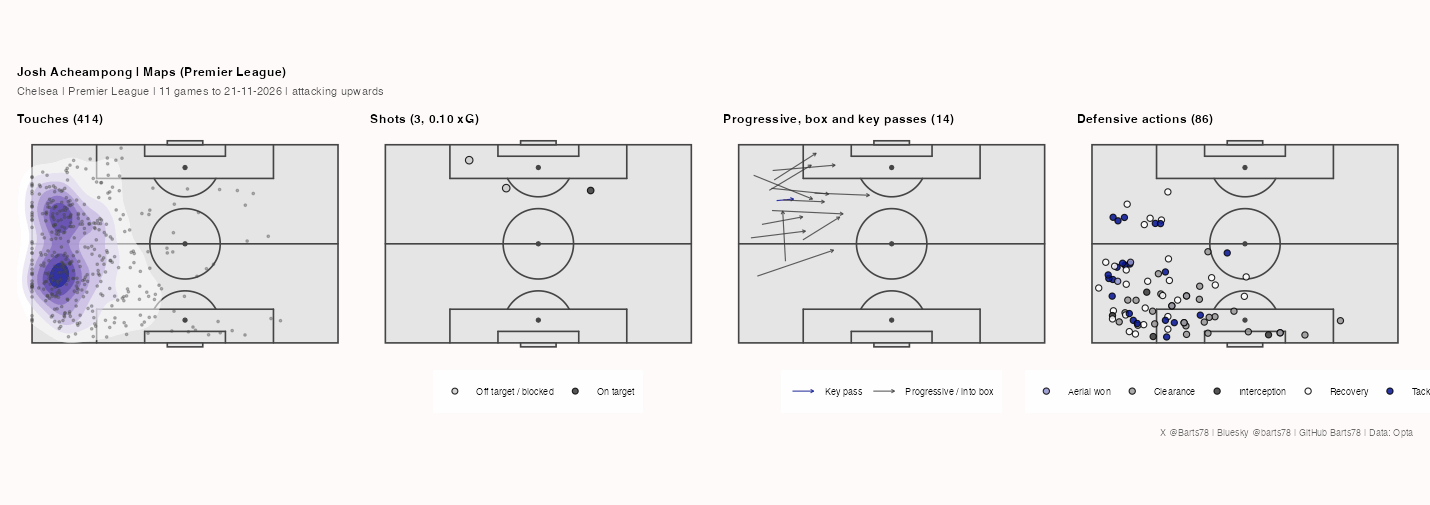 Josh Acheampong | Maps (Premier League)
Chelsea | Premier League | 11 games to 21-11-2026 | attacking upwards
Touches (414)
Shots (3, 0.10 xG)
Progressive, box and key passes (14)
Defensive actions (86)
Off target / blocked
On target
Key pass
Progressive / into box
Aerial won
Clearance
Interception
Recovery
Tack
X @Barts78 | Bluesky @barts78 | GitHub Barts78 | Data: Opta